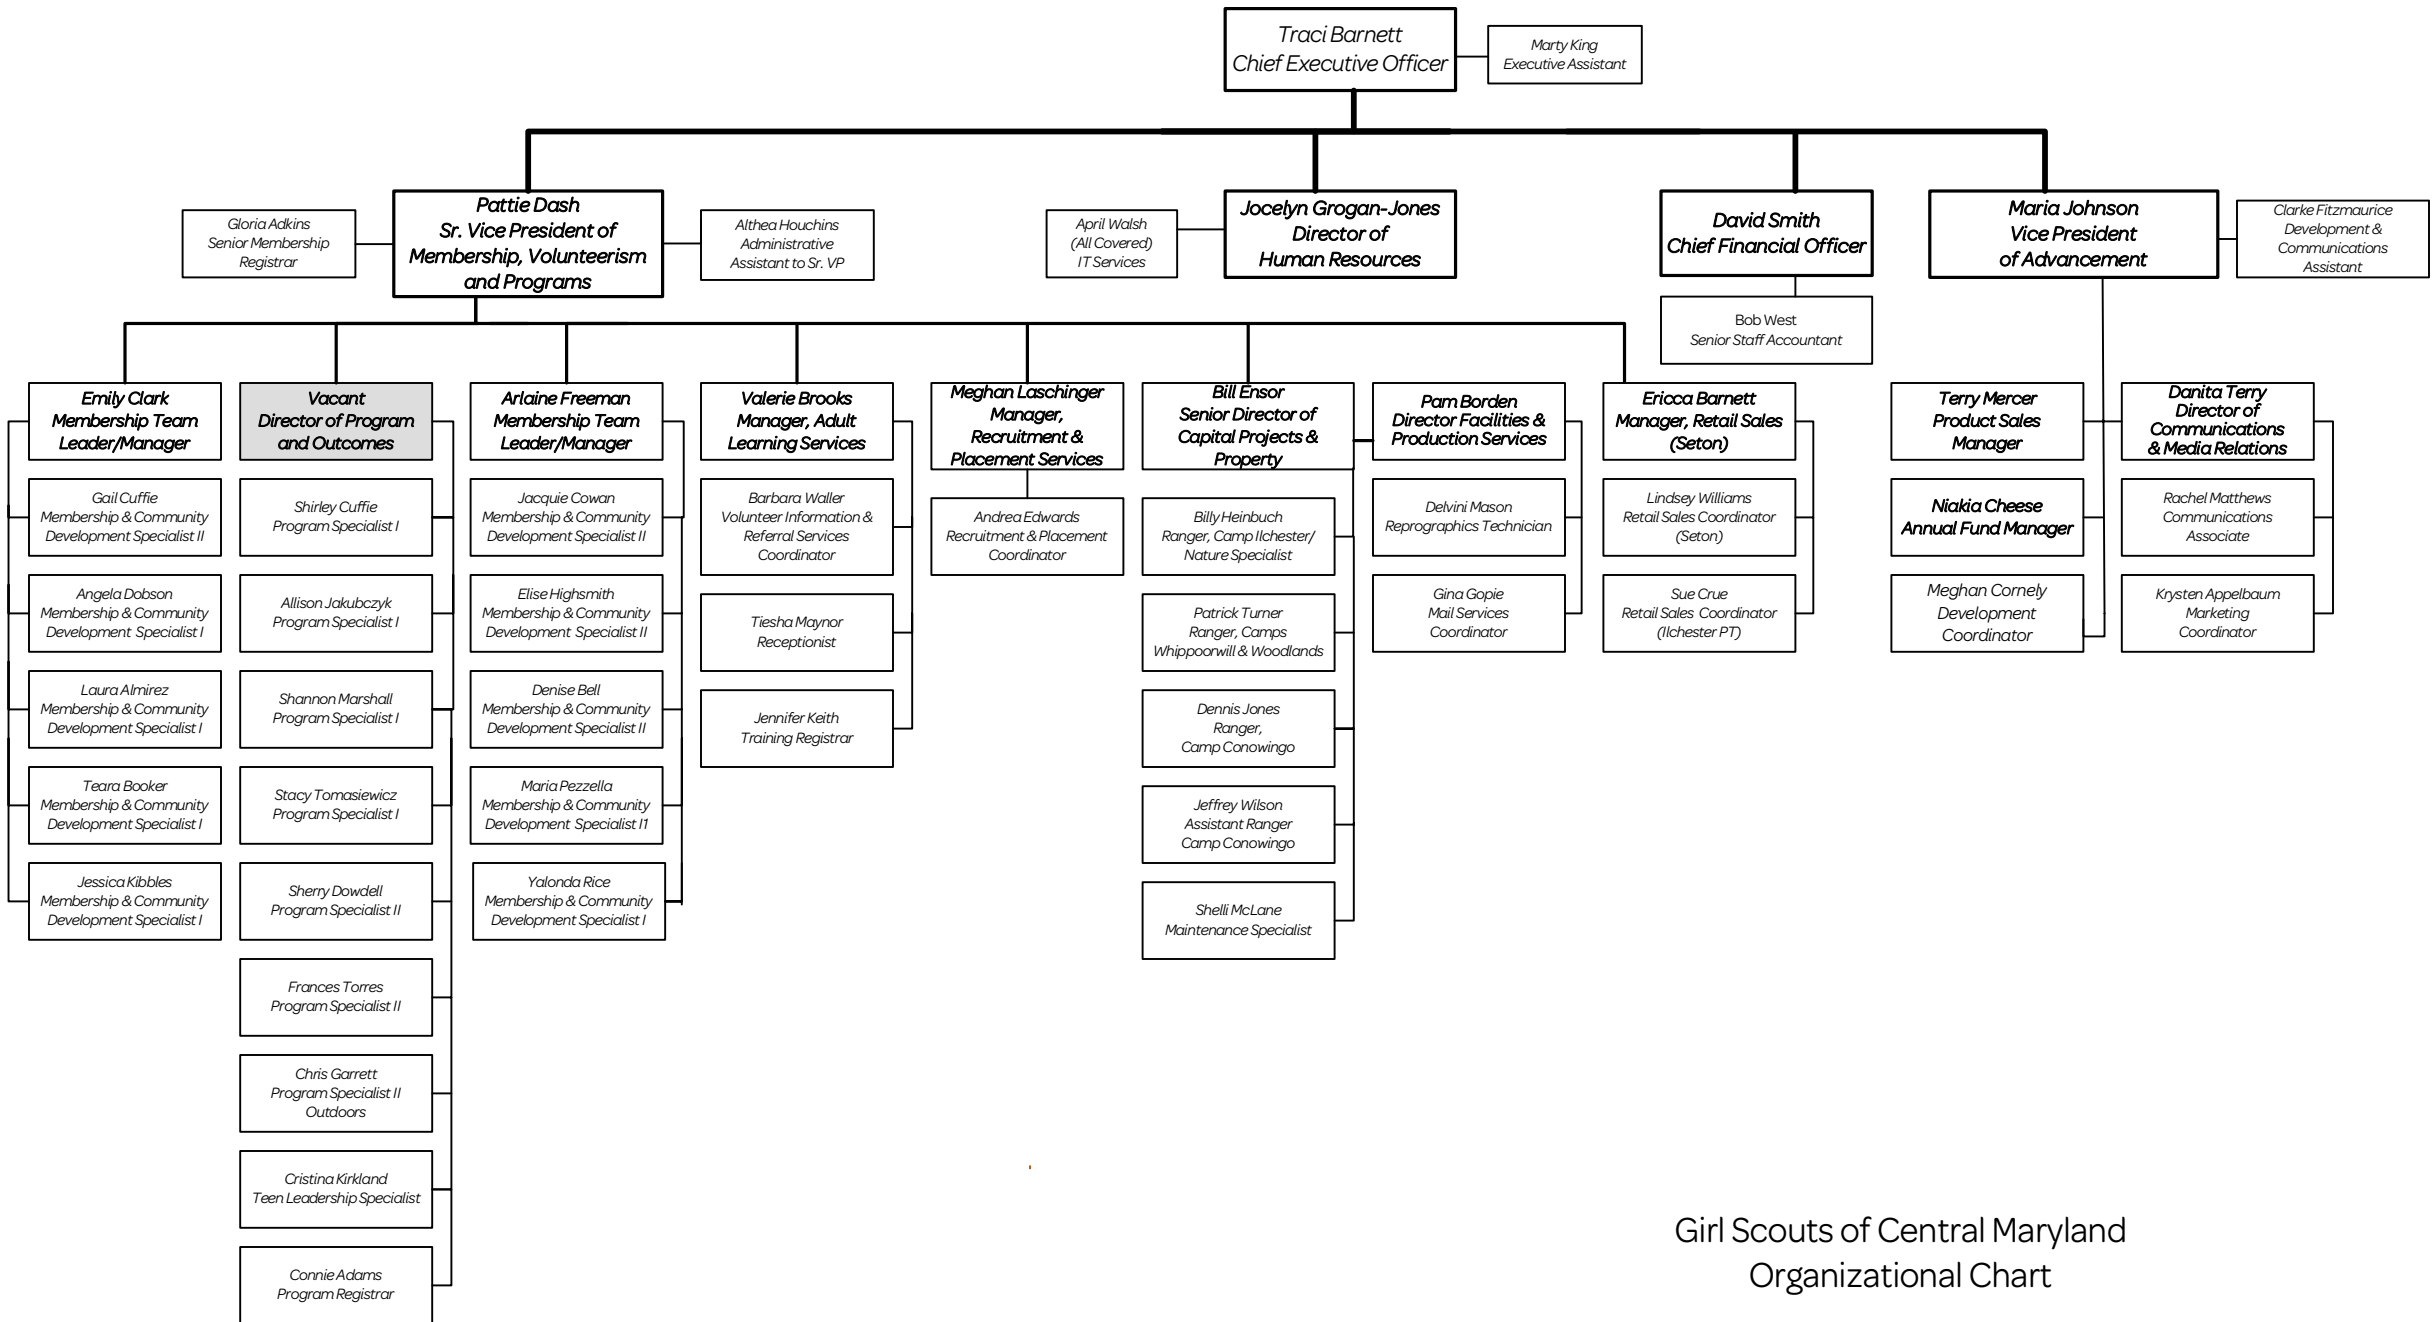 Traci Barnett
Chief Executive Officer
Marty King
Executive Assistant
Gloria Adkins
Senior Membership
Registrar
Pattie Dash
Sr. Vice President of
Membership, Volunteerism
and Programs
Althea Houchins
Administrative
Assistant to Sr. VP
April Walsh
(All Covered)
IT Services
Jocelyn Grogan-Jones
Director of
Human Resources
David Smith
Chief Financial Officer
Bob West
Senior Staff Accountant
Maria Johnson
Vice President
of Advancement
Clarke Fitzmaurice
Development &
Communications
Assistant
Emily Clark
Membership Team
Leader/Manager
Gail Cuffie
Membership & Community
Development Specialist II
Angela Dobson
Membership & Community
Development Specialist I
Laura Almirez
Membership & Community
Development Specialist I
Teara Booker
Membership & Community
Development Specialist I
Jessica Kibbles
Membership & Community
Development Specialist I
Vacant
Director of Program
and Outcomes
Shirley Cuffie
Program Specialist I
Allison Jakubczyk
Program Specialist I
Shannon Marshall
Program Specialist I
Stacy Tomasiewicz
Program Specialist I
Sherry Dowdell
Program Specialist II
Frances Torres
Program Specialist II
Chris Garrett
Program Specialist II
Outdoors
Cristina Kirkland
Teen Leadership Specialist
Connie Adams
Program Registrar
Arlaine Freeman
Membership Team
Leader/Manager
Jacquie Cowan
Membership & Community
Development Specialist II
Elise Highsmith
Membership & Community
Development Specialist II
Denise Bell
Membership & Community
Development Specialist II
Maria Pezzella
Membership & Community
Development Specialist I1
Yalonda Rice
Membership & Community
Development Specialist I
Valerie Brooks
Manager, Adult
Learning Services
Barbara Waller
Volunteer Information &
Referral Services
Coordinator
Tiesha Maynor
Receptionist
Jennifer Keith
Training Registrar
Meghan Laschinger
Manager,
Recruitment &
Placement Services
Andrea Edwards
Recruitment & Placement
Coordinator
Bill Ensor
Senior Director of
Capital Projects &
Property
Billy Heinbuch
Ranger, Camp Ilchester/
Nature Specialist
Patrick Turner
Ranger, Camps
Whippoorwill & Woodlands
Dennis Jones
Ranger,
Camp Conowingo
Jeffrey Wilson
Assistant Ranger
Camp Conowingo
Shelli McLane
Maintenance Specialist
Pam Borden
Director Facilities &
Production Services
Delvini Mason
Reprographics Technician
Gina Gopie
Mail Services
Coordinator
Ericca Barnett
Manager, Retail Sales
(Seton)
Lindsey Williams
Retail Sales Coordinator
(Seton)
Sue Crue
Retail Sales Coordinator
(Ilchester PT)
Terry Mercer
Product Sales
Manager
Niakia Cheese
Annual Fund Manager
Meghan Cornely
Development
Coordinator
Danita Terry
Director of
Communications
& Media Relations
Rachel Matthews
Communications
Associate
Krysten Appelbaum
Marketing
Coordinator
Girl Scouts of Central Maryland
Organizational Chart